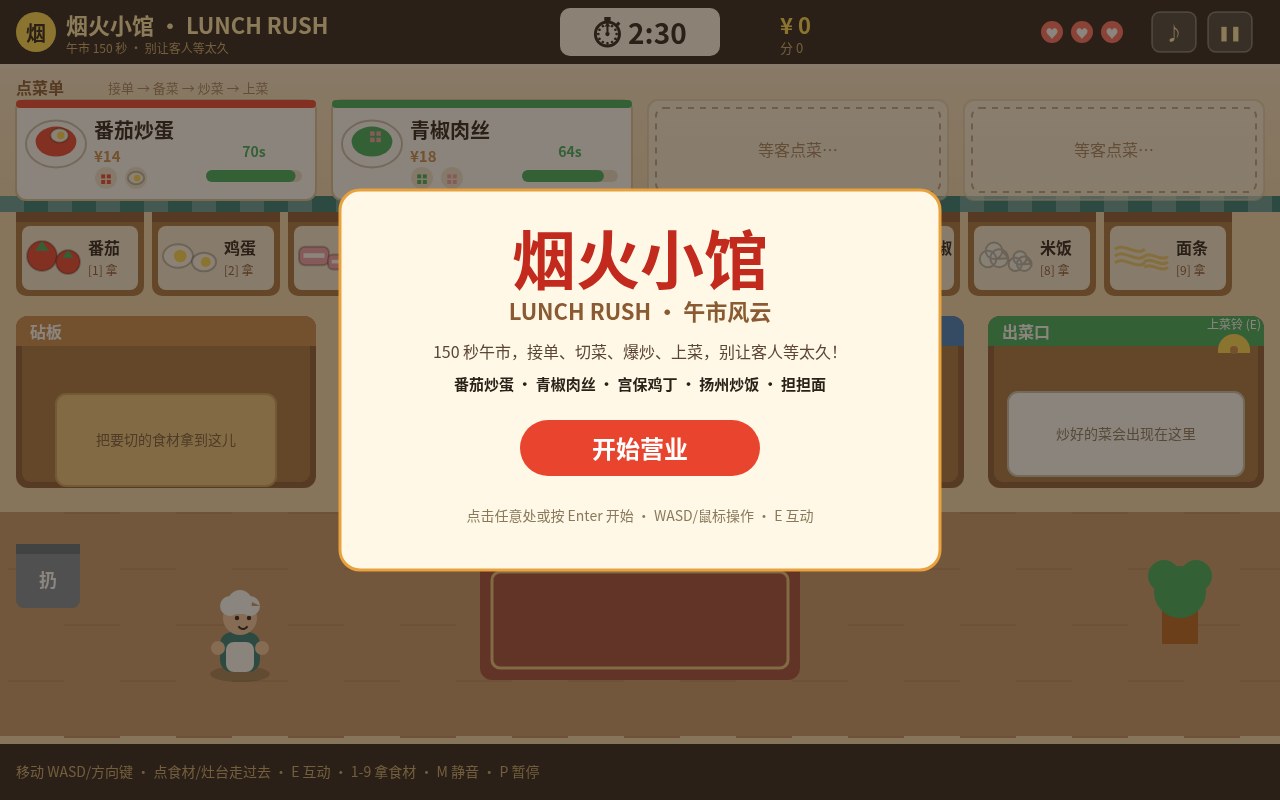 烟
烟火小馆 · LUNCH RUSH
午市 150 秒 · 别让客人等太久
⏱ 2:30
¥ 0
分 0
点菜单
接单 → 备菜 → 炒菜 → 上菜
番茄炒蛋
¥14
70s
青椒肉丝
¥18
64s
等客点菜…
等客点菜…
番茄
[1] 拿
鸡蛋
[2] 拿
椒
米饭
[8] 拿
面条
[9] 拿
烟火小馆
LUNCH RUSH · 午市风云
150 秒午市，接单、切菜、爆炒、上菜，别让客人等太久！
番茄炒蛋 · 青椒肉丝 · 宫保鸡丁 · 扬州炒饭 · 担担面
开始营业
点击任意处或按 Enter 开始 · WASD/鼠标操作 · E 互动
砧板
把要切的食材拿到这儿
出菜口
上菜铃 (E)
炒好的菜会出现在这里
扔
移动 WASD/方向键 · 点食材/灶台走过去 · E 互动 · 1-9 拿食材 · M 静音 · P 暂停